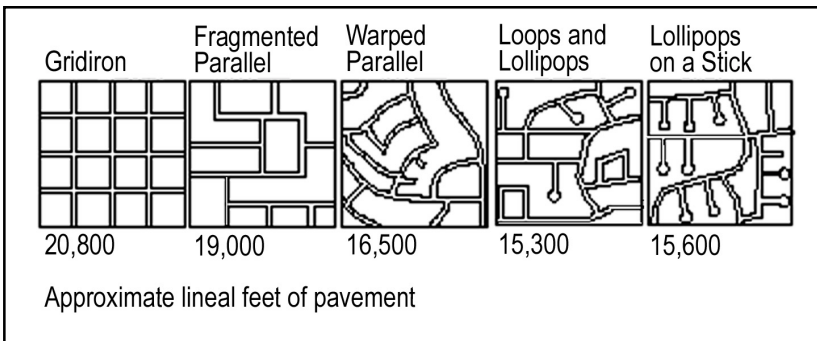 Gridiron
Fragmented
Parallel
Warped
Parallel
Loops and
Lollipops
Lollipops
on a Stick
20,800
19,000
16,500
15,300
15,600
Approximate lineal feet of pavement